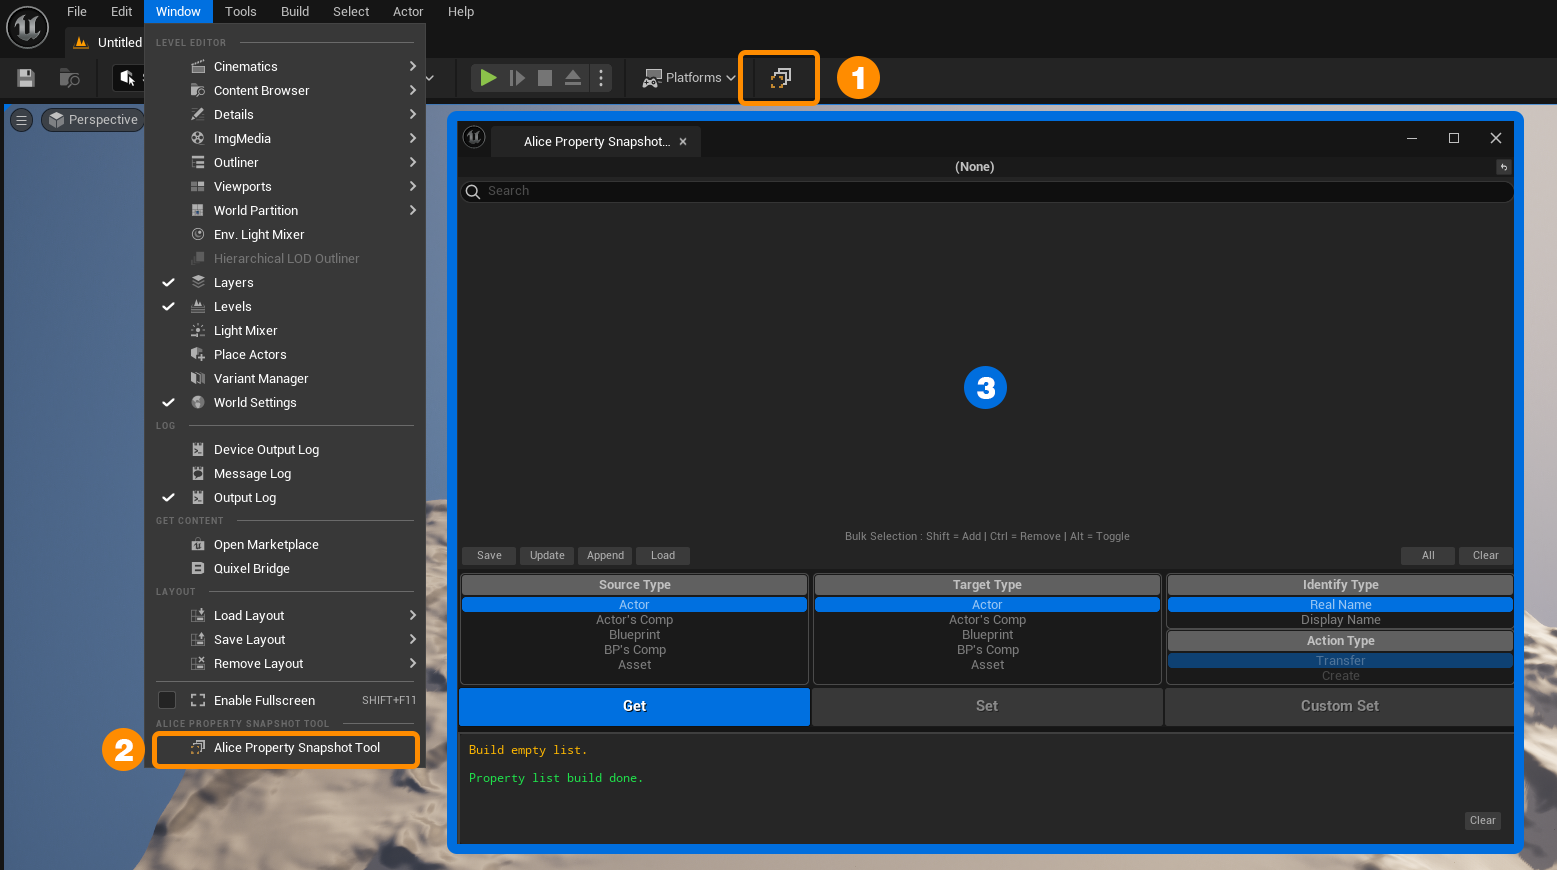 File Edit Window Tools Build Select Actor Help
Untitled
LEVEL EDITOR
Cinematics
Content Browser
Details
ImgMedia
Outliner
Viewports
World Partition
Env. Light Mixer
Hierarchical LOD Outliner
Layers
Levels
Light Mixer
Place Actors
Variant Manager
World Settings
LOG
Device Output Log
Message Log
Output Log
GET CONTENT
Open Marketplace
Quixel Bridge
LAYOUT
Load Layout
Save Layout
Remove Layout
Enable Fullscreen SHIFT+F11
ALICE PROPERTY SNAPSHOT TOOL
2 Alice Property Snapshot Tool
Platforms
1
Perspective
Alice Property Snapshot...
(None)
Search
3
Bulk Selection : Shift = Add | Ctrl = Remove | Alt = Toggle
Save Update Append Load All Clear
Source Type
Actor
Actor's Comp
Blueprint
BP's Comp
Asset
Target Type
Actor
Actor's Comp
Blueprint
BP's Comp
Asset
Identify Type
Real Name
Display Name
Action Type
Transfer
Create
Get Set Custom Set
Build empty list.
Property list build done.
Clear